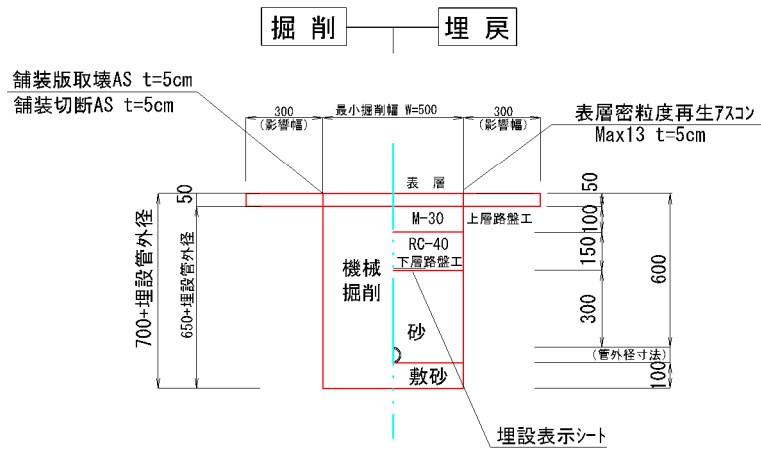 掘 削
埋 戻
舗装版取壊AS t=5cm
舗装切断AS t=5cm
300
(影響幅)
最小掘削幅 W=500
300
(影響幅)
表層密粒度再生アスコン
Max13 t=5cm
表 層
50
50
M-30
上層路盤工
100
RC-40
下層路盤工
150
機械
掘削
700+埋設管外径
650+埋設管外径
600
300
砂
(管外径寸法)
敷砂
100
埋設表示シート